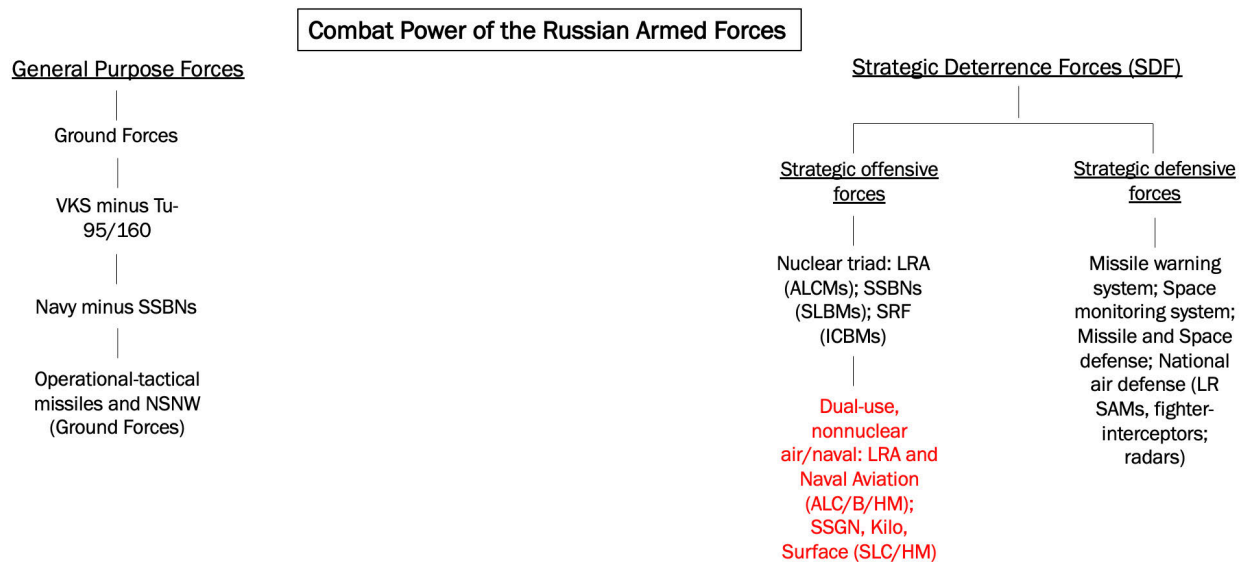 Combat Power of the Russian Armed Forces
General Purpose Forces
Ground Forces
VKS minus Tu-
95/160
Navy minus SSBNs
Operational-tactical
missiles and NSNW
(Ground Forces)
Strategic Deterrence Forces (SDF)
Strategic offensive
forces
Nuclear triad: LRA
(ALCMs); SSBNs
(SLBMs); SRF
(ICBMs)
Dual-use,
nonnuclear
air/naval: LRA and
Naval Aviation
(ALC/B/HM);
SSGN, Kilo,
Surface (SLC/HM)
Strategic defensive
forces
Missile warning
system; Space
monitoring system;
Missile and Space
defense; National
air defense (LR
SAMs, fighter-
interceptors;
radars)